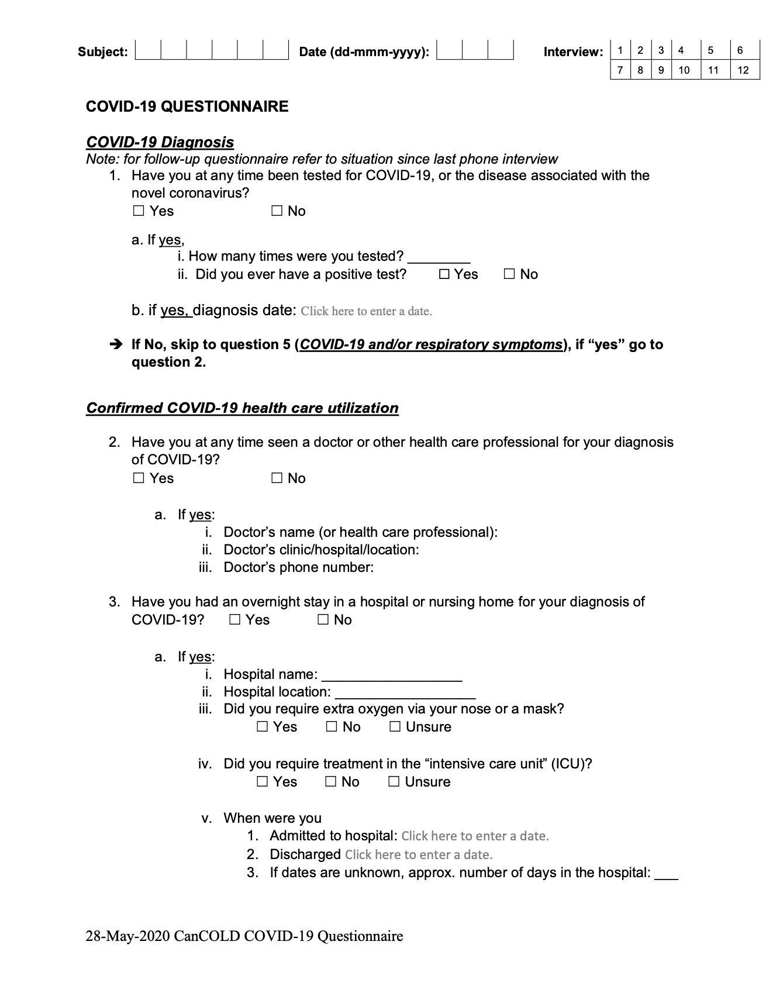 Subject: Date (dd-mmm-yyyy): Interview: 1 2 3 4 5 6
7 8 9 10 11 12
COVID-19 QUESTIONNAIRE
COVID-19 Diagnosis
Note: for follow-up questionnaire refer to situation since last phone interview
1. Have you at any time been tested for COVID-19, or the disease associated with the
novel coronavirus?
☐ Yes ☐ No
a. If yes,
i. How many times were you tested? ________
ii. Did you ever have a positive test? ☐ Yes ☐ No
b. if yes, diagnosis date: Click here to enter a date.
➔ If No, skip to question 5 (COVID-19 and/or respiratory symptoms), if “yes” go to
question 2.
Confirmed COVID-19 health care utilization
2. Have you at any time seen a doctor or other health care professional for your diagnosis
of COVID-19?
☐ Yes ☐ No
a. If yes:
i. Doctor’s name (or health care professional):
ii. Doctor’s clinic/hospital/location:
iii. Doctor’s phone number:
3. Have you had an overnight stay in a hospital or nursing home for your diagnosis of
COVID-19? ☐ Yes ☐ No
a. If yes:
i. Hospital name: __________________
ii. Hospital location: __________________
iii. Did you require extra oxygen via your nose or a mask?
☐ Yes ☐ No ☐ Unsure
iv. Did you require treatment in the “intensive care unit” (ICU)?
☐ Yes ☐ No ☐ Unsure
v. When were you
1. Admitted to hospital: Click here to enter a date.
2. Discharged Click here to enter a date.
3. If dates are unknown, approx. number of days in the hospital: ___
28-May-2020 CanCOLD COVID-19 Questionnaire